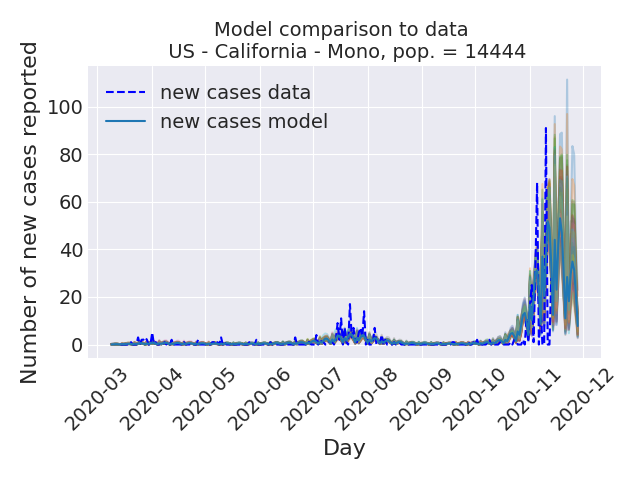 Model comparison to data
US - California - Mono, pop. = 14444
Number of new cases reported
100
80
60
40
20
0
new cases data
new cases model
2020-03
2020-04
2020-05
2020-06
2020-07
2020-08
2020-09
2020-10
2020-11
2020-12
Day